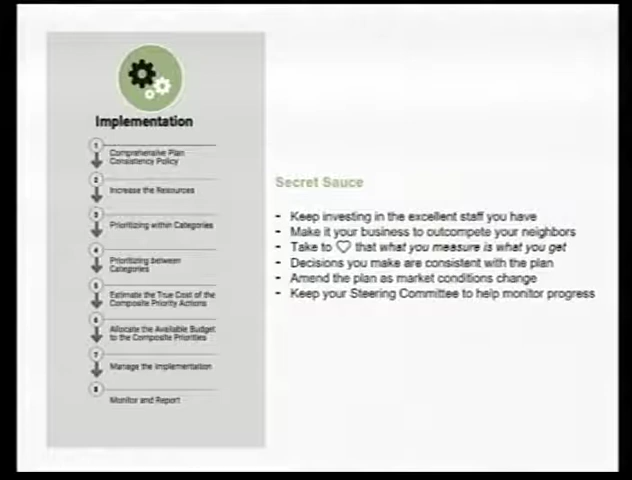 Implementation
1
Comprehensive Plan
Consistency Policy
2
Increase the Resources
3
Prioritizing within Categories
4
Prioritizing between
Categories
5
Estimate the True Cost of the
Composite Priority Actions
6
Allocate the Available Budget
to the Composite Priorities
7
Manage the Implementation
8
Monitor and Report
Secret Sauce
- Keep investing in the excellent staff you have
- Make it your business to outcompete your neighbors
- Take to ♡ that what you measure is what you get
- Decisions you make are consistent with the plan
- Amend the plan as market conditions change
- Keep your Steering Committee to help monitor progress